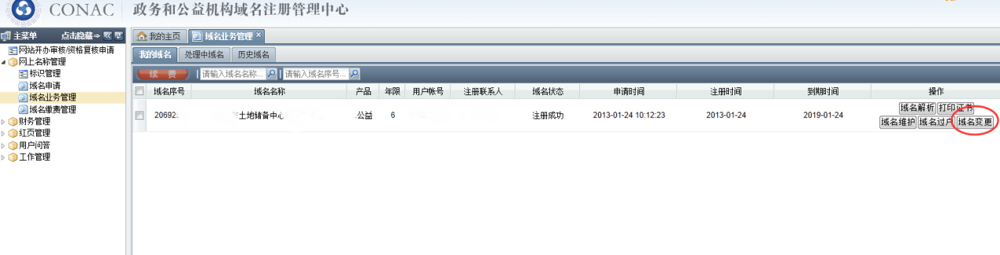 CONAC 政务和公益机构域名注册管理中心
主菜单 点击隐藏⇒
网站开办审核/资格复核申请
网上名称管理
标识管理
域名申请
域名业务管理
域名缴费管理
财务管理
红页管理
用户问答
工作管理
我的主页 域名业务管理 ×
我的域名 处理中域名 历史域名
续 费 | 请输入域名名称... | 请输入域名序号...
域名序号 域名名称 产品 年限 用户帐号 注册联系人 域名状态 申请时间 注册时间 到期时间 操作
20692 市土地储备中心 .公益 6 注册成功 2013-01-24 10:12:23 2013-01-24 2019-01-24
域名解析 打印证书
域名维护 域名过户 域名变更